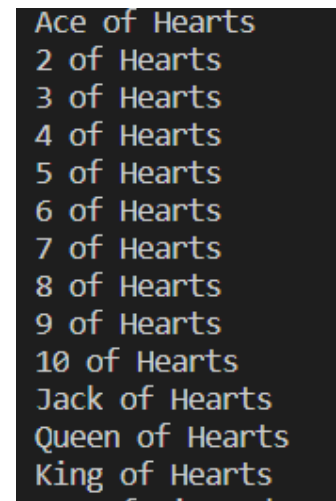 Ace of Hearts
2 of Hearts
3 of Hearts
4 of Hearts
5 of Hearts
6 of Hearts
7 of Hearts
8 of Hearts
9 of Hearts
10 of Hearts
Jack of Hearts
Queen of Hearts
King of Hearts